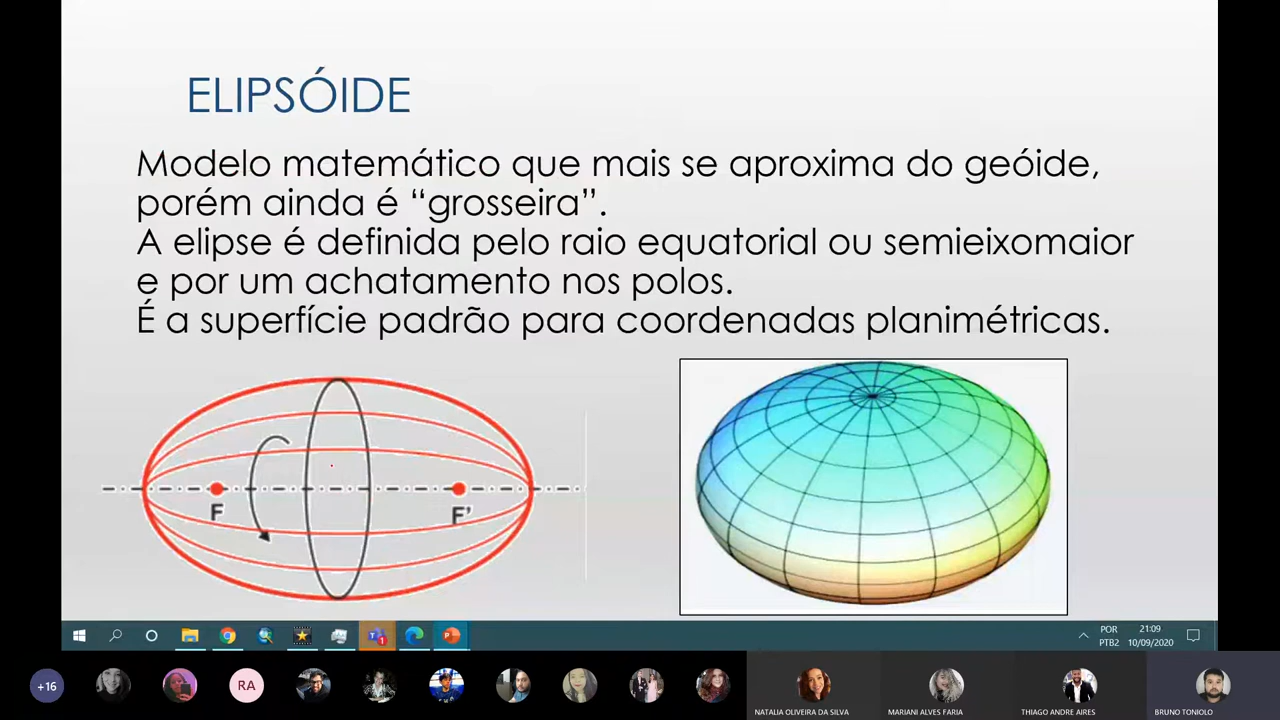 ELIPSÓIDE
Modelo matemático que mais se aproxima do geóide,
porém ainda é “grosseira”.
A elipse é definida pelo raio equatorial ou semieixomaior
e por um achatamento nos polos.
É a superfície padrão para coordenadas planimétricas.
F
F'
POR
PTB2
21:09
10/09/2020
1
+16
RA
NATALIA OLIVEIRA DA SILVA
MARIANI ALVES FARIA
THIAGO ANDRE AIRES
BRUNO TONIOLO